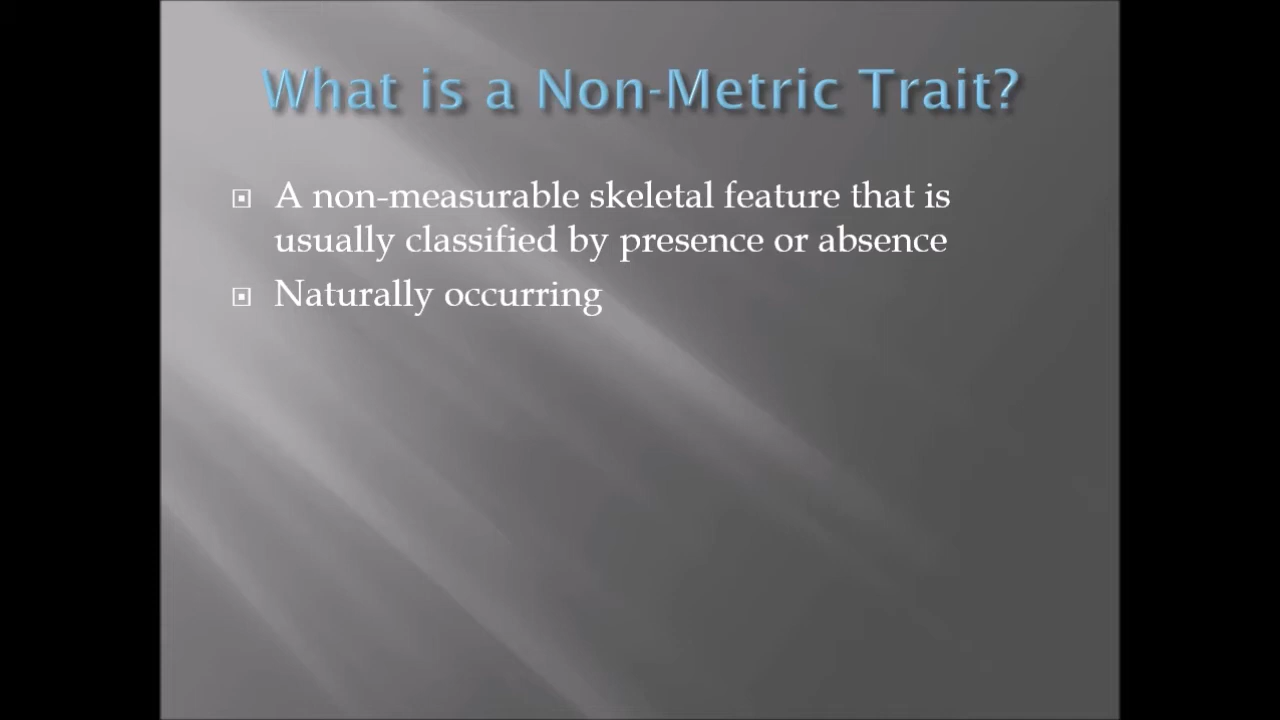 What is a Non-Metric Trait?
A non-measurable skeletal feature that is
usually classified by presence or absence
Naturally occurring